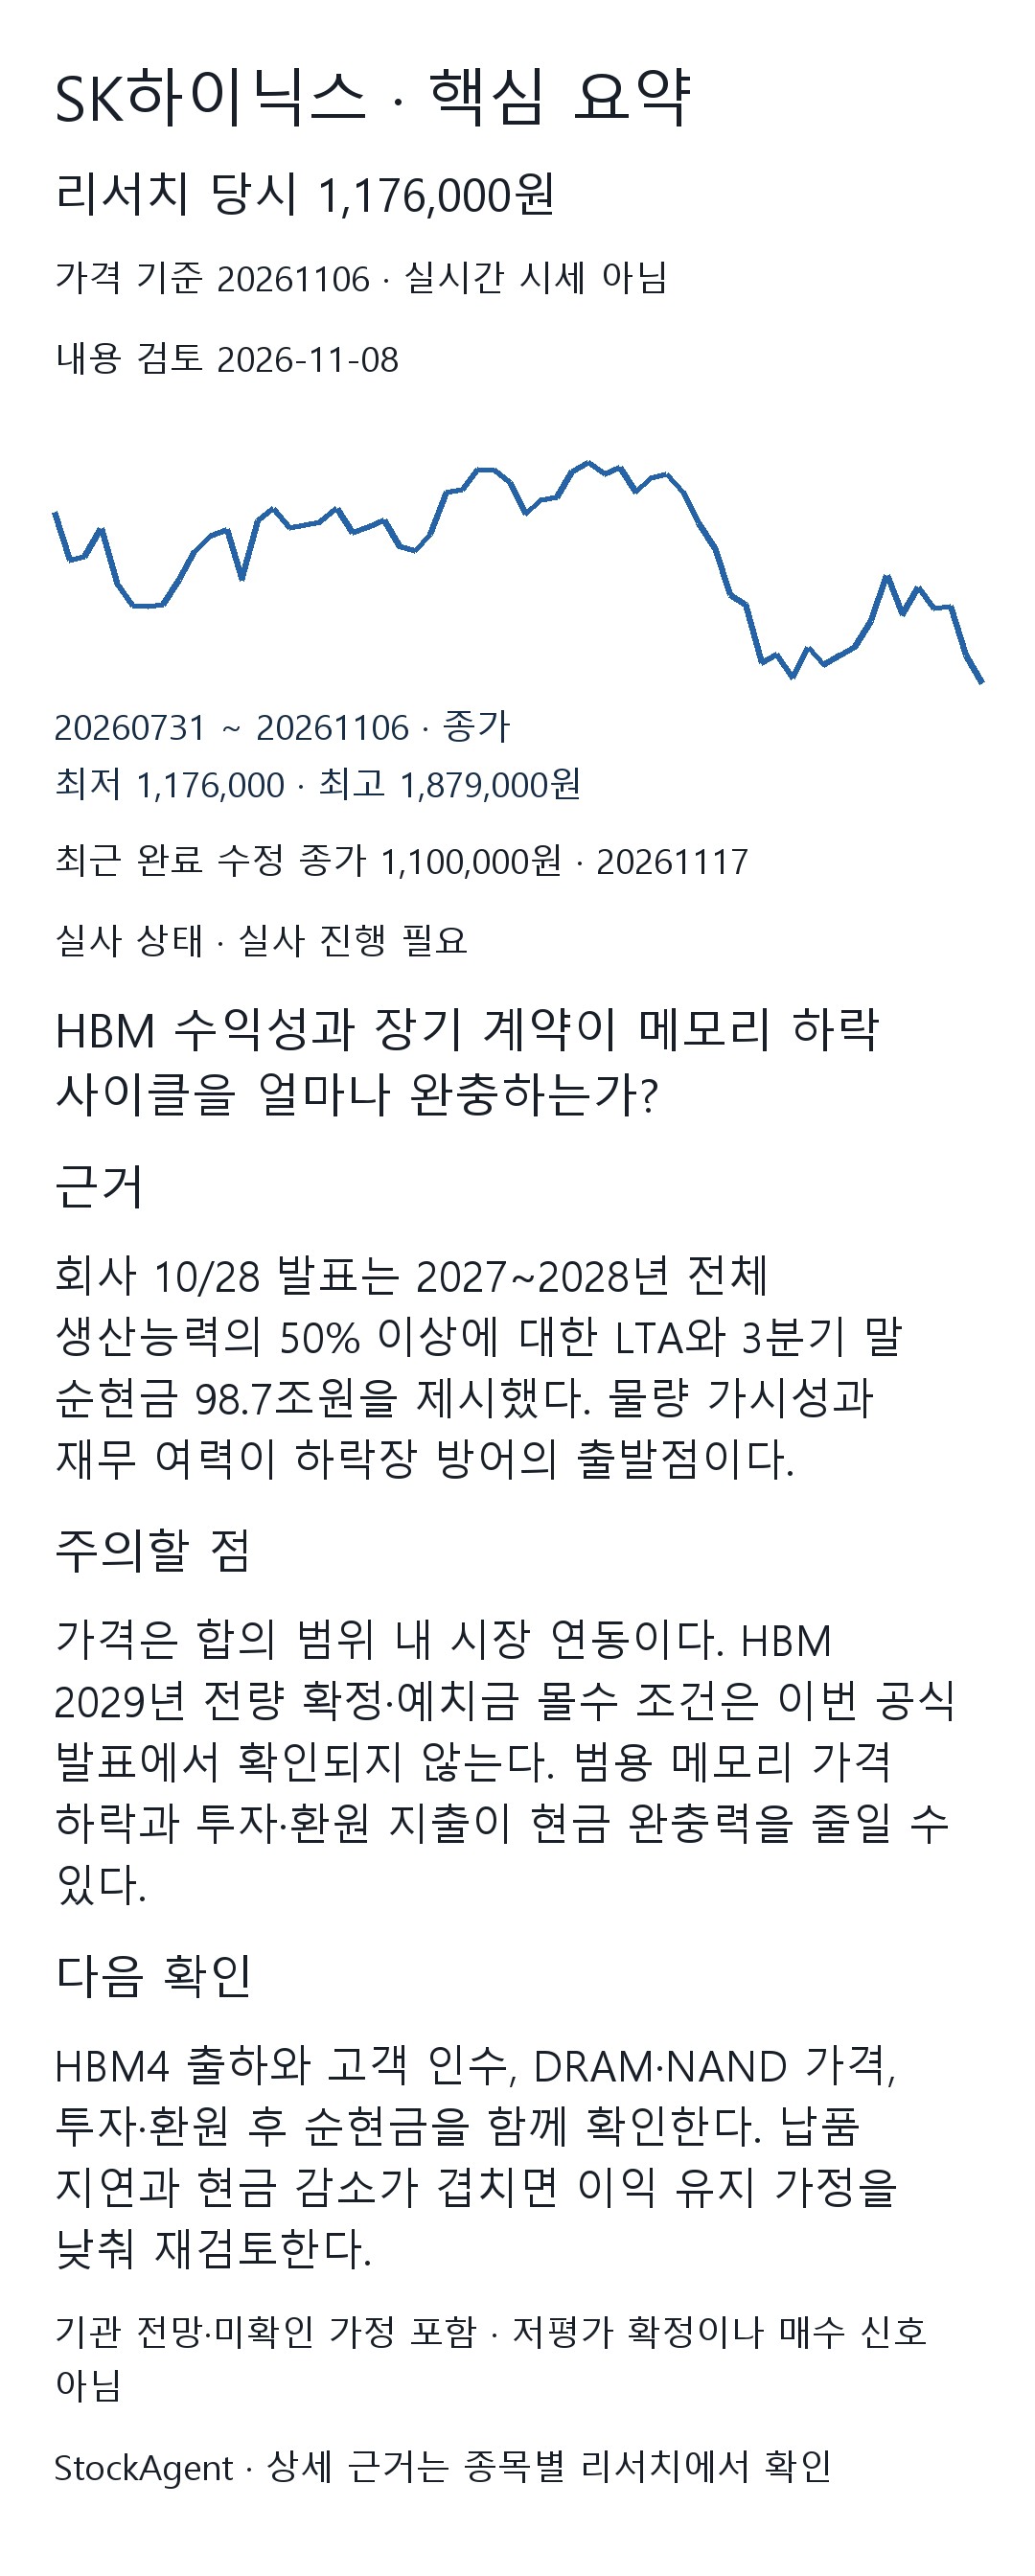 SK하이닉스 · 핵심 요약
리서치 당시 1,176,000원
가격 기준 20261106 · 실시간 시세 아님
내용 검토 2026-11-08
20260731 ~ 20261106 · 종가
최저 1,176,000 · 최고 1,879,000원
최근 완료 수정 종가 1,100,000원 · 20261117
실사 상태 · 실사 진행 필요
HBM 수익성과 장기 계약이 메모리 하락
사이클을 얼마나 완충하는가?
근거
회사 10/28 발표는 2027~2028년 전체
생산능력의 50% 이상에 대한 LTA와 3분기 말
순현금 98.7조원을 제시했다. 물량 가시성과
재무 여력이 하락장 방어의 출발점이다.
주의할 점
가격은 합의 범위 내 시장 연동이다. HBM
2029년 전량 확정·예치금 몰수 조건은 이번 공식
발표에서 확인되지 않는다. 범용 메모리 가격
하락과 투자·환원 지출이 현금 완충력을 줄일 수
있다.
다음 확인
HBM4 출하와 고객 인수, DRAM·NAND 가격,
투자·환원 후 순현금을 함께 확인한다. 납품
지연과 현금 감소가 겹치면 이익 유지 가정을
낮춰 재검토한다.
기관 전망·미확인 가정 포함 · 저평가 확정이나 매수 신호
아님
StockAgent · 상세 근거는 종목별 리서치에서 확인